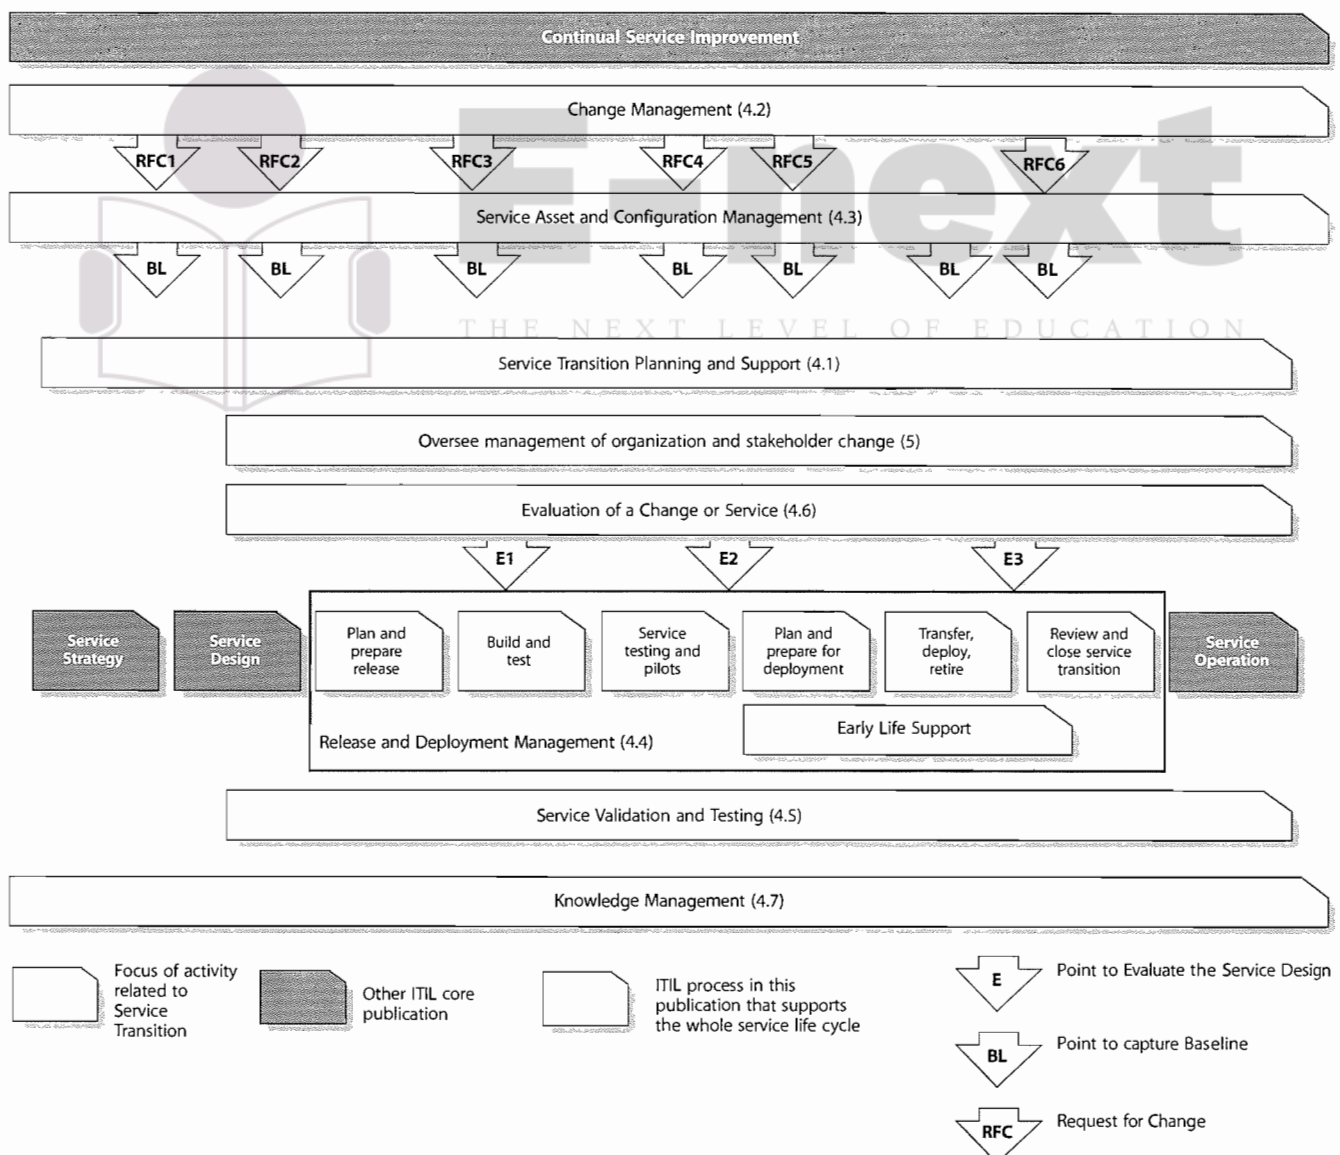 Continual Service Improvement
Change Management (4.2)
RFC1 RFC2 RFC3 RFC4 RFC5 RFC6
E-next
Service Asset and Configuration Management (4.3)
BL BL BL BL BL BL BL
THE NEXT LEVEL OF EDUCATION
Service Transition Planning and Support (4.1)
Oversee management of organization and stakeholder change (5)
Evaluation of a Change or Service (4.6)
E1 E2 E3
Service
Strategy
Service
Design
Plan and
prepare
release
Build and
test
Service
testing and
pilots
Plan and
prepare for
deployment
Transfer,
deploy,
retire
Review and
close service
transition
Service
Operation
Early Life Support
Release and Deployment Management (4.4)
Service Validation and Testing (4.5)
Knowledge Management (4.7)
Focus of activity
related to
Service
Transition
Other ITIL core
publication
ITIL process in this
publication that supports
the whole service life cycle
E
Point to Evaluate the Service Design
BL
Point to capture Baseline
RFC
Request for Change